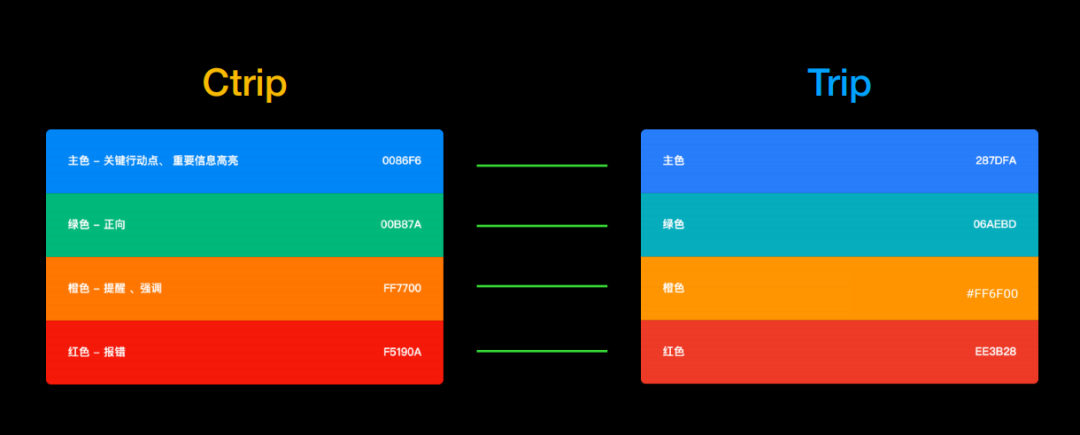 Ctrip
主色 – 关键行动点、 重要信息高亮 0086F6
绿色 – 正向 00B87A
橙色 – 提醒 、强调 FF7700
红色 – 报错 F5190A
Trip
主色 287DFA
绿色 06AEBD
橙色 #FF6F00
红色 EE3B28